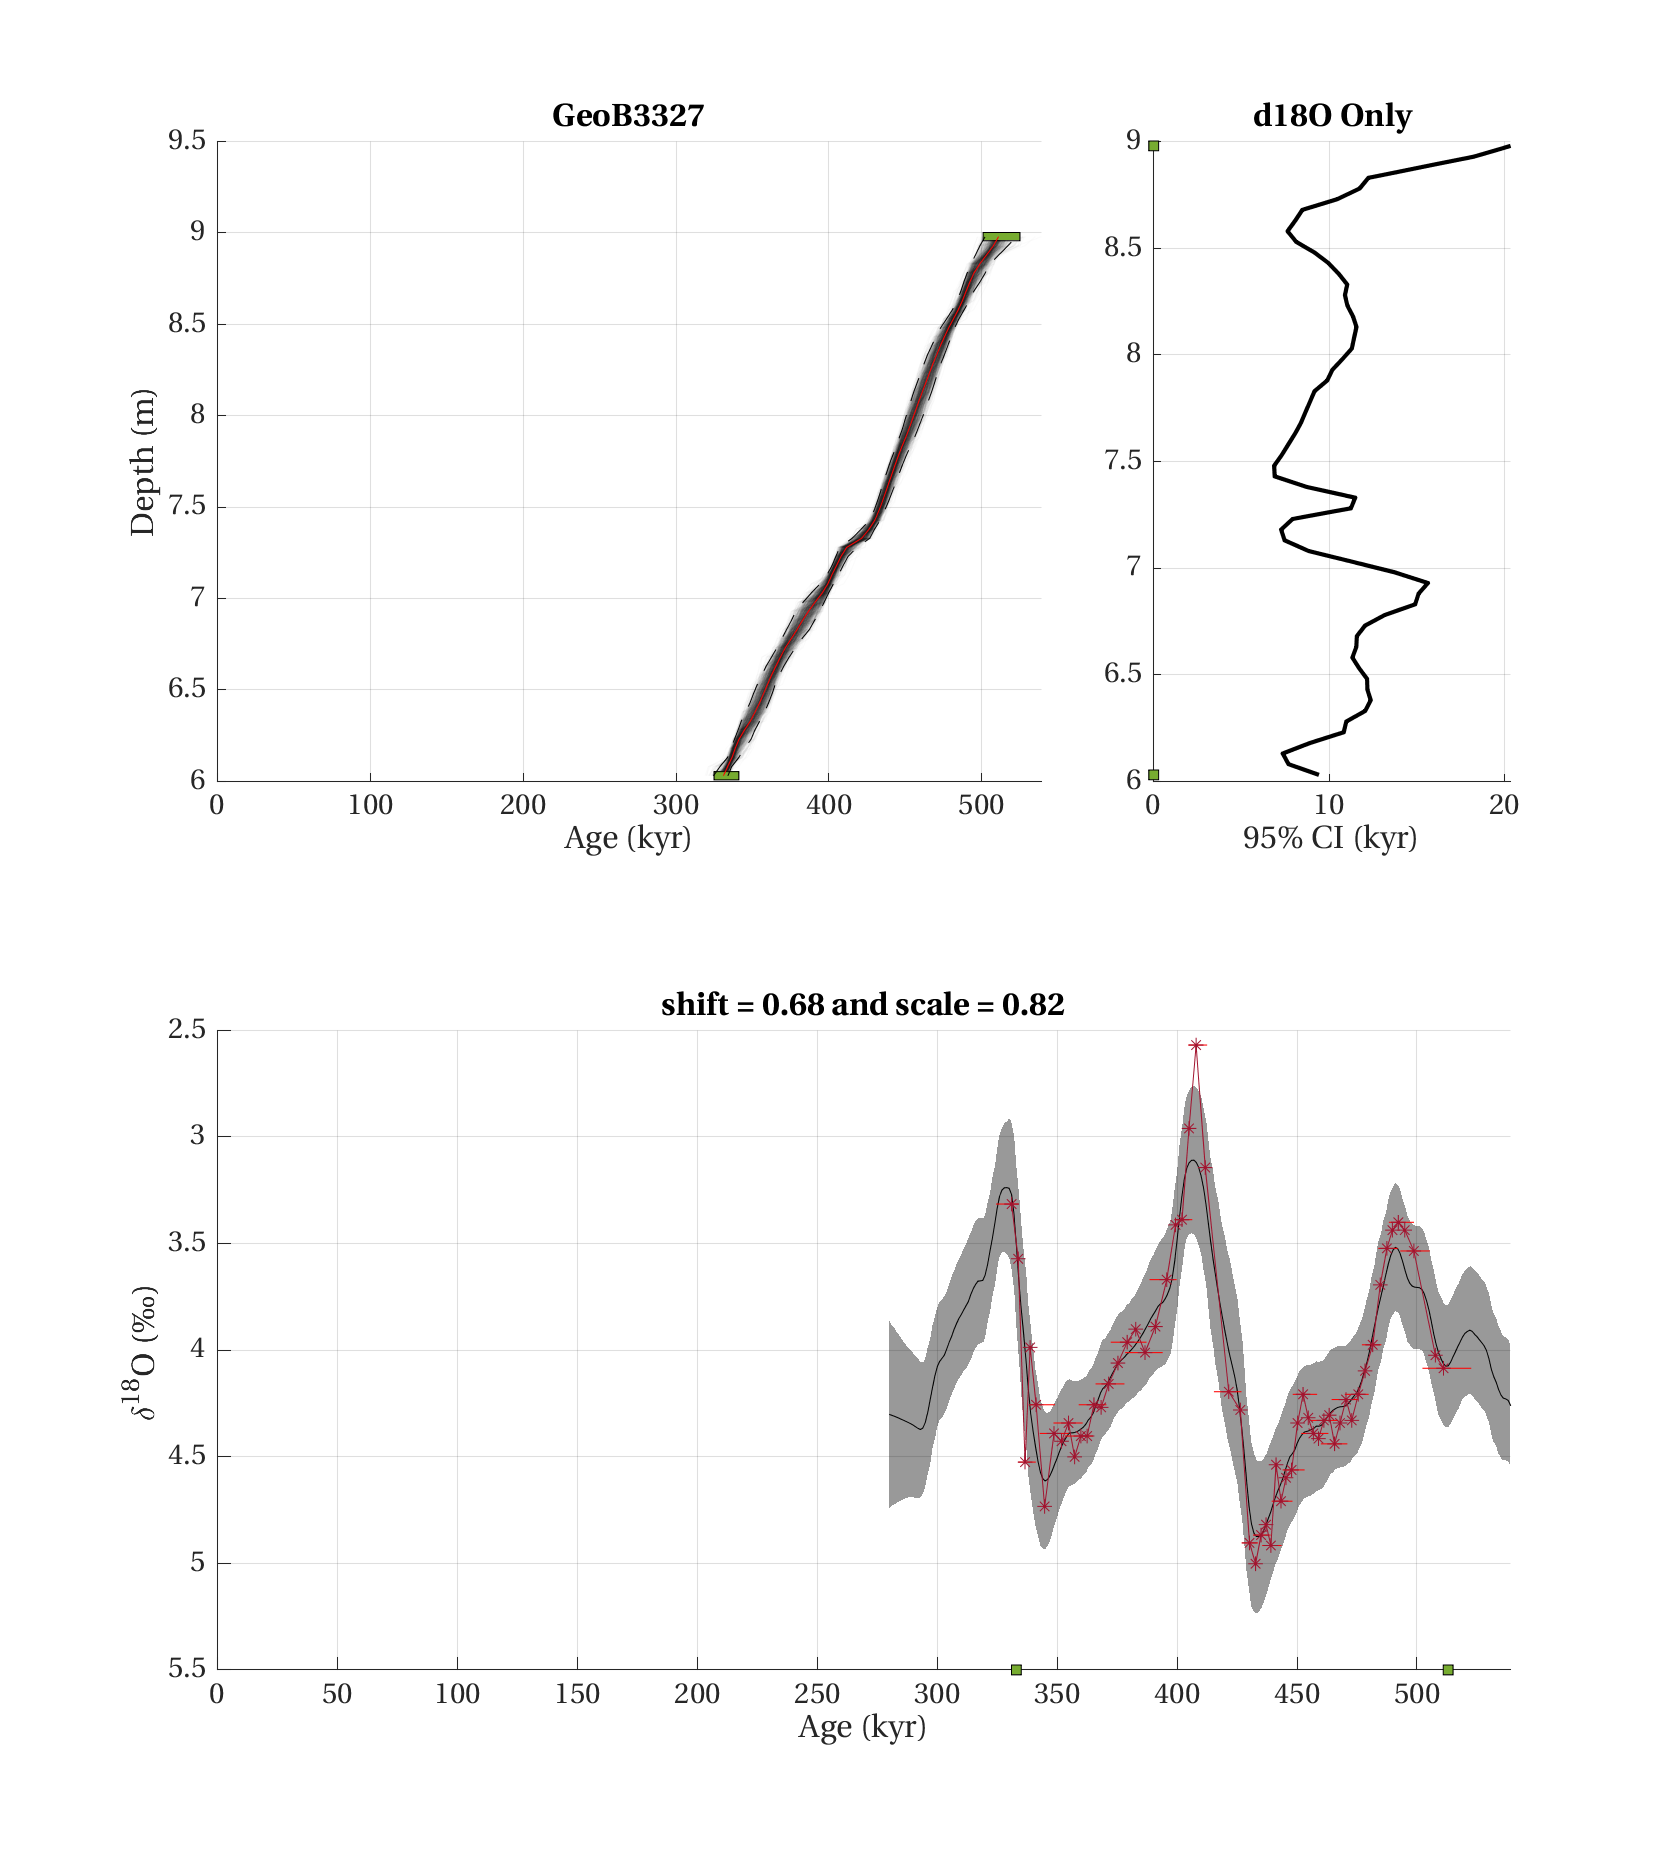 GeoB3327
9.5
9
8.5
8
7.5
7
6.5
6
0 100 200 300 400 500
Age (kyr)
Depth (m)
d18O Only
9
8.5
8
7.5
7
6.5
6
0 10 20
95% CI (kyr)
shift = 0.68 and scale = 0.82
2.5
3
3.5
4
4.5
5
5.5
0 50 100 150 200 250 300 350 400 450 500
Age (kyr)
δ18O (‰)